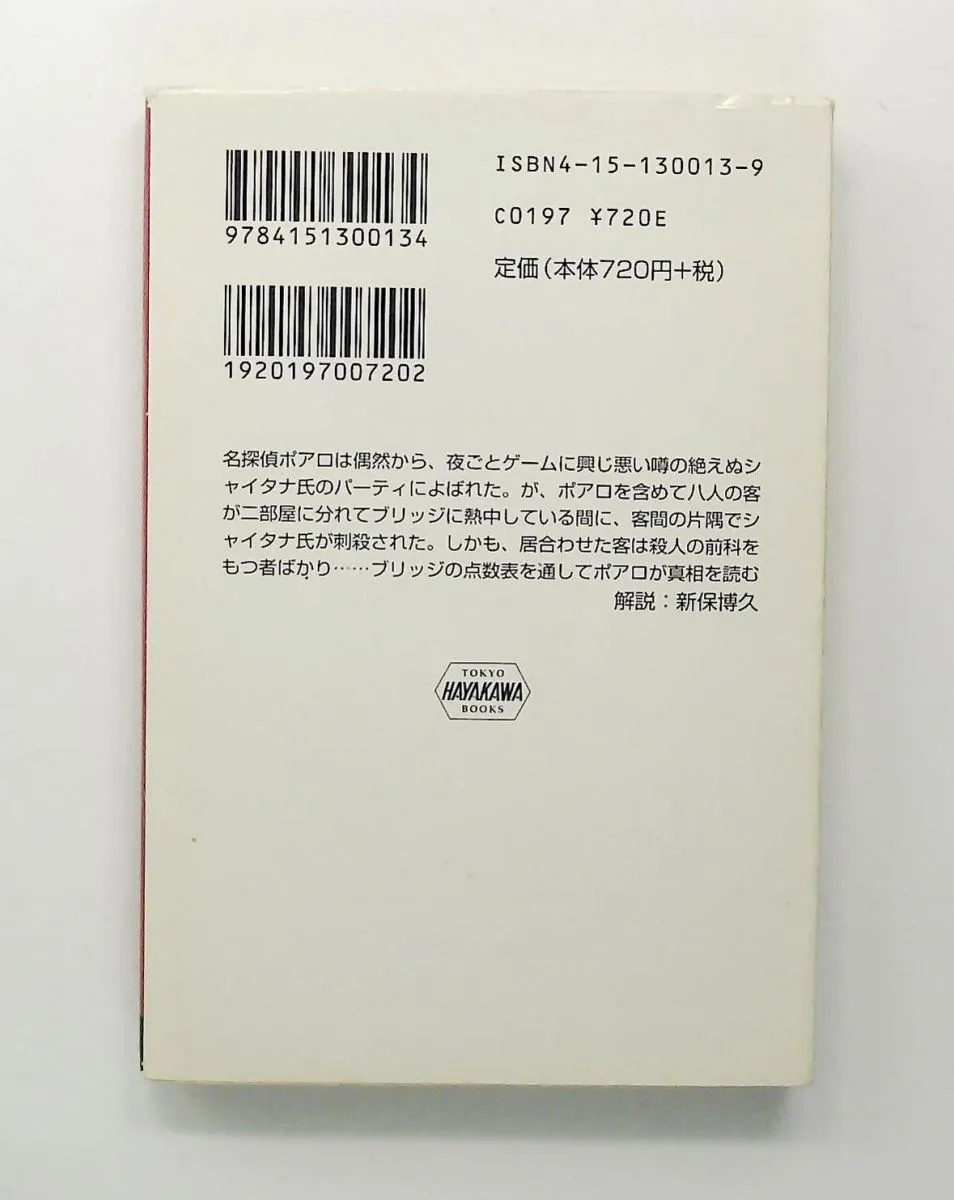 9784151300134
1920197007202
ISBN4-15-130013-9
C0197 ¥720E
定価(本体720円+税)
名探偵ポアロは偶然から、夜ごとゲームに興じ悪い噂の絶えぬシ
ャイタナ氏のパーティによばれた。が、ポアロを含めて八人の客
が二部屋に分れてブリッジに熱中している間に、客間の片隅でシ
ャイタナ氏が刺殺された。しかも、居合わせた客は殺人の前科を
もつ者ばかり……ブリッジの点数表を通してポアロが真相を読む
解説：新保博久
TOKYO
HAYAKAWA
BOOKS